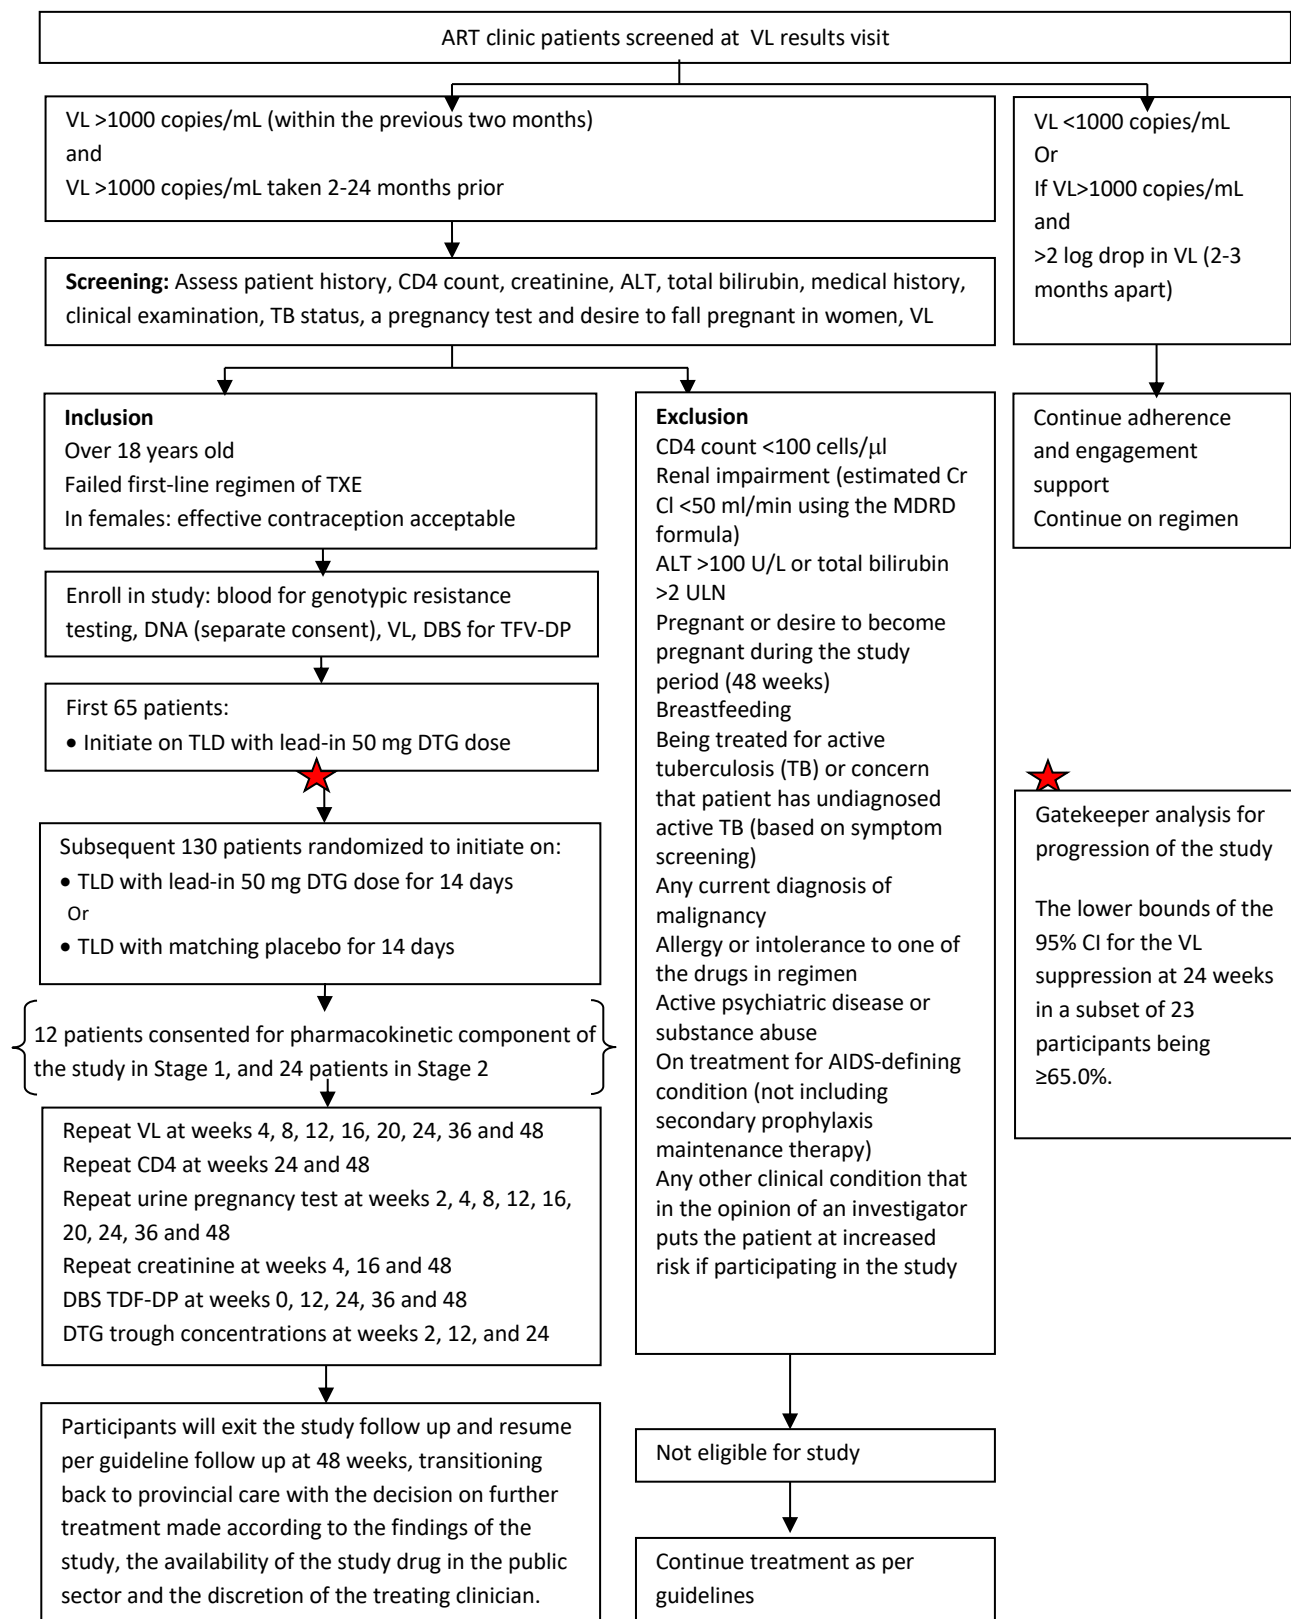 ART clinic patients screened at VL results visit
VL >1000 copies/mL (within the previous two months)
and
VL >1000 copies/mL taken 2-24 months prior
VL <1000 copies/mL
Or
If VL>1000 copies/mL
and
>2 log drop in VL (2-3
months apart)
Screening: Assess patient history, CD4 count, creatinine, ALT, total bilirubin, medical history,
clinical examination, TB status, a pregnancy test and desire to fall pregnant in women, VL
Inclusion
Over 18 years old
Failed first-line regimen of TXE
In females: effective contraception acceptable
Enroll in study: blood for genotypic resistance
testing, DNA (separate consent), VL, DBS for TFV-DP
First 65 patients:
• Initiate on TLD with lead-in 50 mg DTG dose
Subsequent 130 patients randomized to initiate on:
• TLD with lead-in 50 mg DTG dose for 14 days
Or
• TLD with matching placebo for 14 days
12 patients consented for pharmacokinetic component of
the study in Stage 1, and 24 patients in Stage 2
Repeat VL at weeks 4, 8, 12, 16, 20, 24, 36 and 48
Repeat CD4 at weeks 24 and 48
Repeat urine pregnancy test at weeks 2, 4, 8, 12, 16,
20, 24, 36 and 48
Repeat creatinine at weeks 4, 16 and 48
DBS TDF-DP at weeks 0, 12, 24, 36 and 48
DTG trough concentrations at weeks 2, 12, and 24
Participants will exit the study follow up and resume
per guideline follow up at 48 weeks, transitioning
back to provincial care with the decision on further
treatment made according to the findings of the
study, the availability of the study drug in the public
sector and the discretion of the treating clinician.
Exclusion
CD4 count <100 cells/μl
Renal impairment (estimated Cr
Cl <50 ml/min using the MDRD
formula)
ALT >100 U/L or total bilirubin
>2 ULN
Pregnant or desire to become
pregnant during the study
period (48 weeks)
Breastfeeding
Being treated for active
tuberculosis (TB) or concern
that patient has undiagnosed
active TB (based on symptom
screening)
Any current diagnosis of
malignancy
Allergy or intolerance to one of
the drugs in regimen
Active psychiatric disease or
substance abuse
On treatment for AIDS-defining
condition (not including
secondary prophylaxis
maintenance therapy)
Any other clinical condition that
in the opinion of an investigator
puts the patient at increased
risk if participating in the study
Not eligible for study
Continue treatment as per
guidelines
Continue adherence
and engagement
support
Continue on regimen
Gatekeeper analysis for
progression of the study
The lower bounds of the
95% CI for the VL
suppression at 24 weeks
in a subset of 23
participants being
≥65.0%.